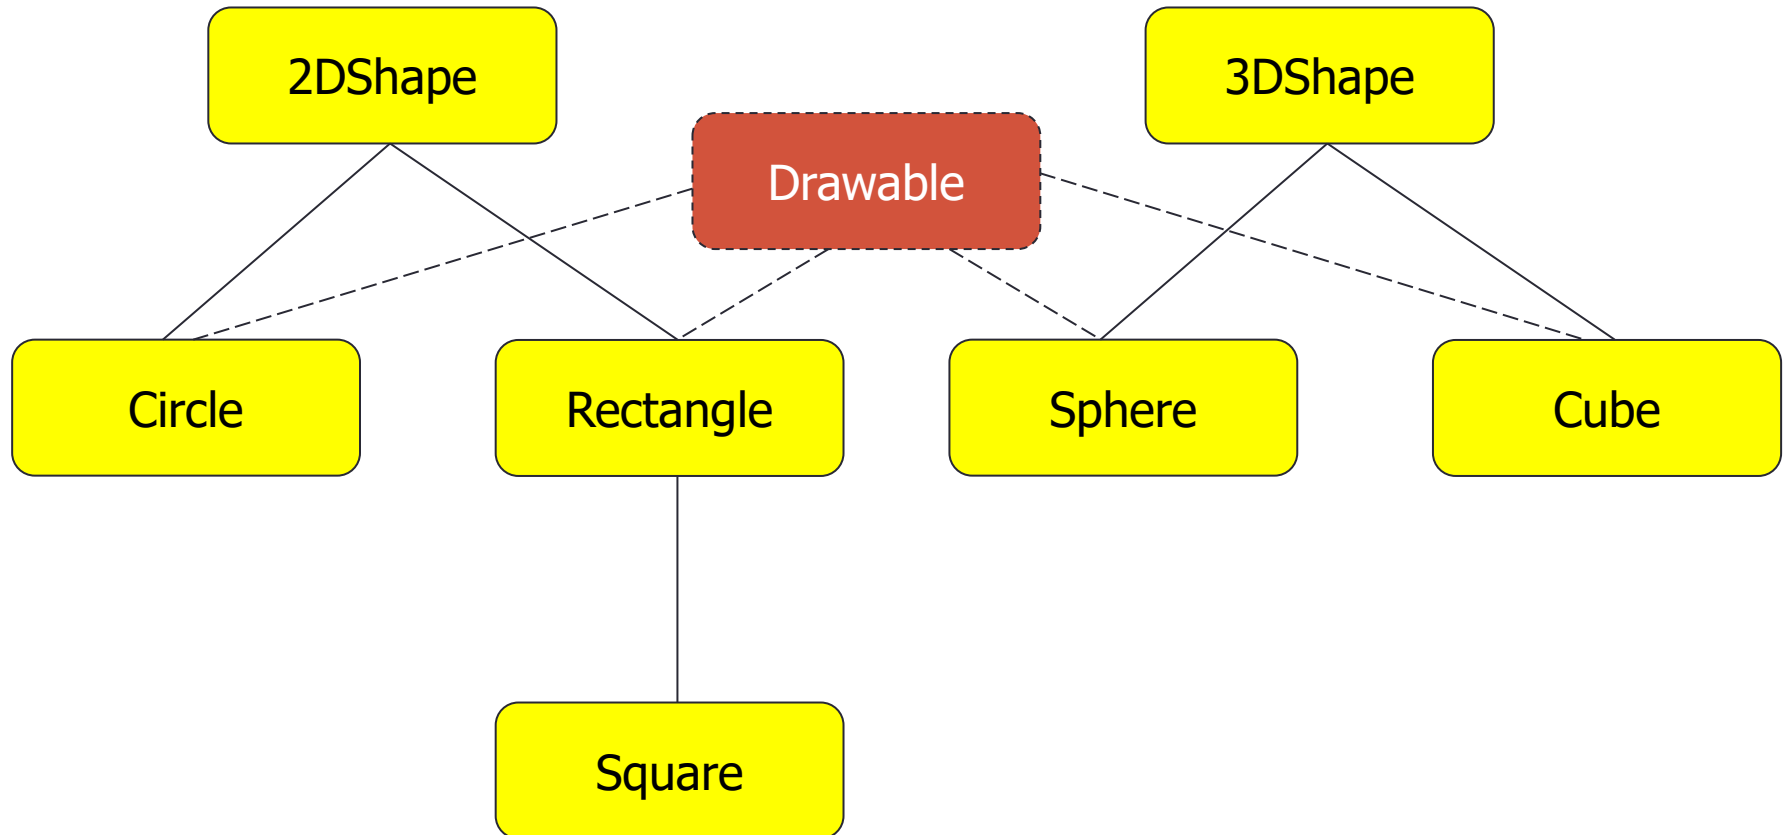 2DShape
3DShape
Drawable
Circle
Rectangle
Sphere
Cube
Square